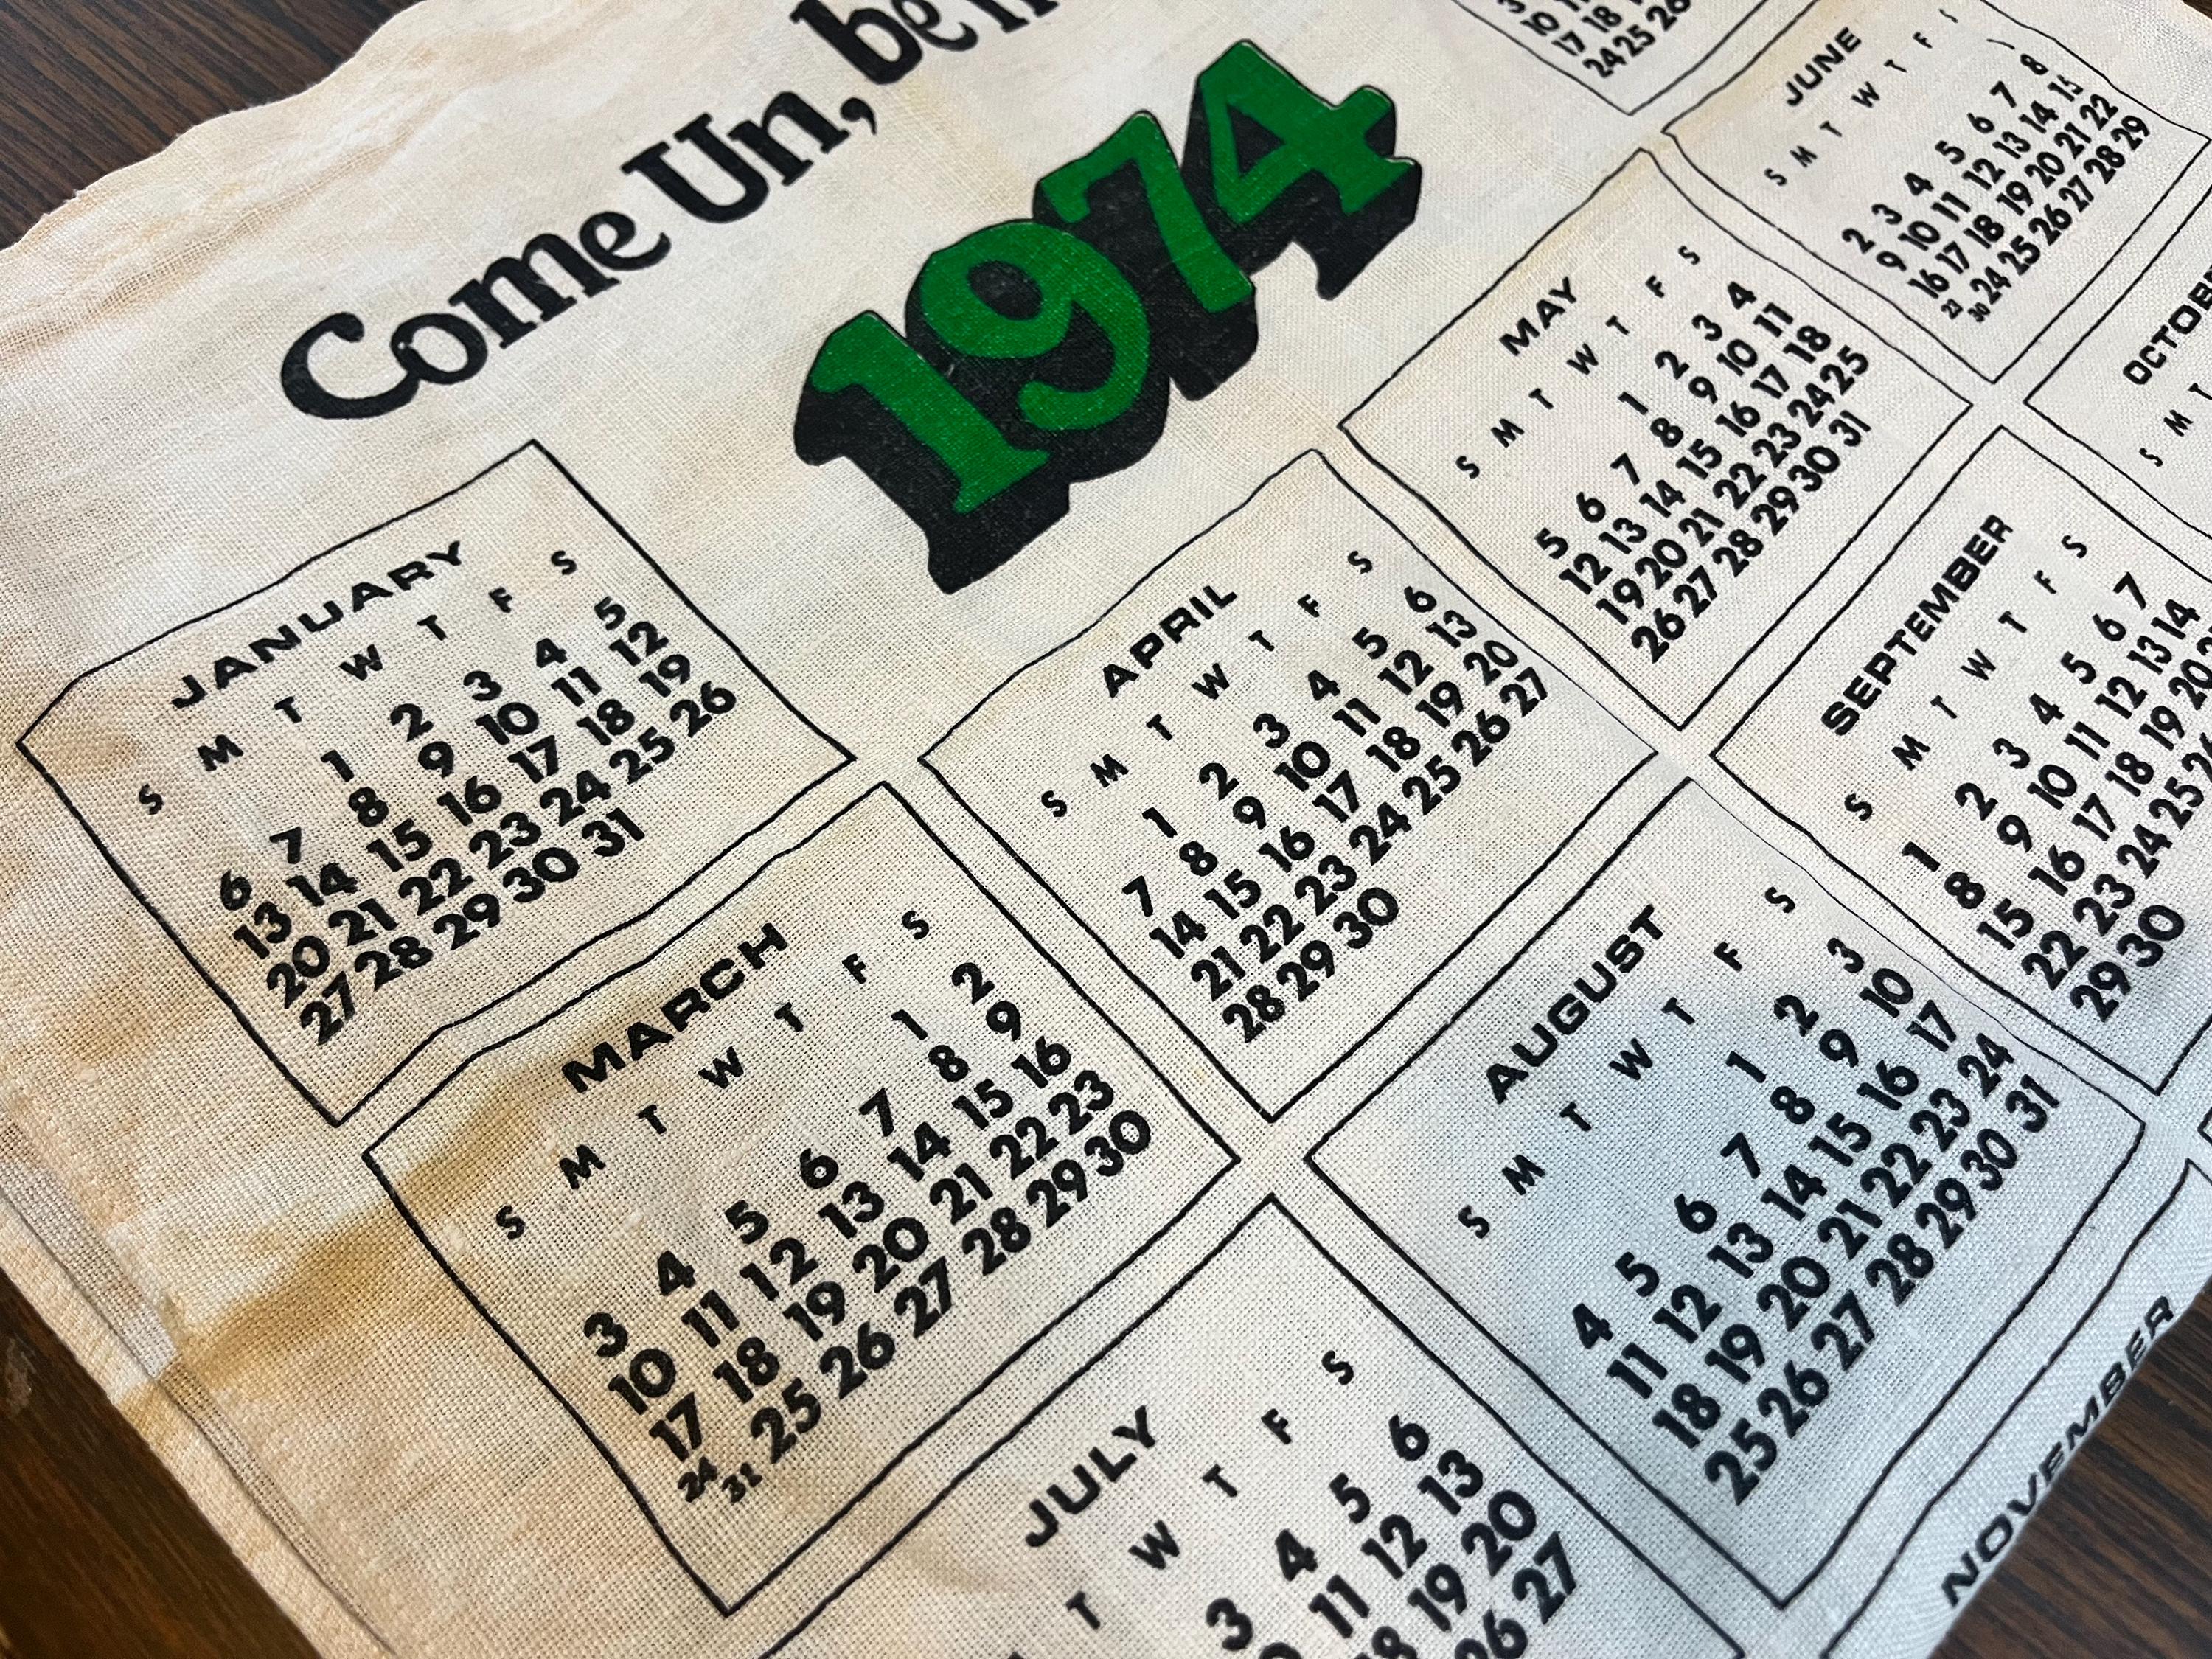 Come Un, be
1974
10
17 18
24 25 26
JANUARY
S M T W T F S
1 2 3 4 5
6 7 8 9 10 11 12
13 14 15 16 17 18 19
20 21 22 23 24 25 26
27 28 29 30 31
MARCH
S M T W T F S
1 2
3 4 5 6 7 8 9
10 11 12 13 14 15 16
17 18 19 20 21 22 23
24 31 25 26 27 28 29 30
APRIL
S M T W T F S
1 2 3 4 5 6
7 8 9 10 11 12 13
14 15 16 17 18 19 20
21 22 23 24 25 26 27
28 29 30
MAY
S M T W T F S
1 2 3 4
5 6 7 8 9 10 11
12 13 14 15 16 17 18
19 20 21 22 23 24 25
26 27 28 29 30 31
JUNE
S M T W T F S
1
2 3 4 5 6 7 8
9 10 11 12 13 14 15
16 17 18 19 20 21 22
23 30 24 25 26 27 28 29
JULY
T W T F S
3 4 5 6
11 12 13
19 20
26 27
AUGUST
S M T W T F S
1 2 3
4 5 6 7 8 9 10
11 12 13 14 15 16 17
18 19 20 21 22 23 24
25 26 27 28 29 30 31
SEPTEMBER
S M T W T F S
1 2 3 4 5 6 7
8 9 10 11 12 13 14
15 16 17 18 19 20
22 23 24 25
29 30
OCTOBE
S M T
NOVEMBER